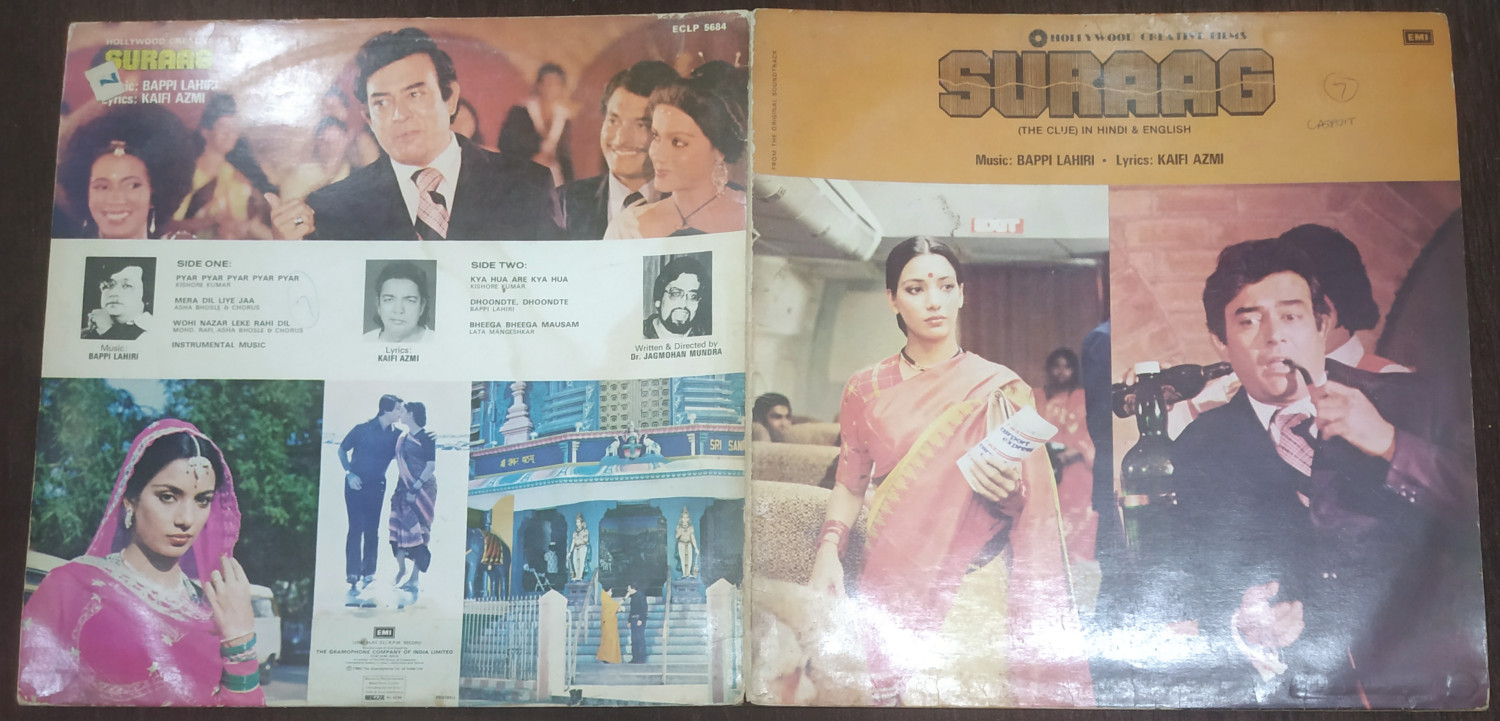 ECLP 5684
HOLLYWOOD CREATIVE
SURAAG
Music: BAPPI LAHIRI
Lyrics: KAIFI AZMI
SIDE ONE:
PYAR PYAR PYAR PYAR PYAR
KISHORE KUMAR
MERA DIL LIYE JAA
ASHA BHOSLE & CHORUS
WOHI NAZAR LEKE RAHI DIL
MOHD. RAFI, ASHA BHOSLE & CHORUS
INSTRUMENTAL MUSIC
Music:
BAPPI LAHIRI
Lyrics:
KAIFI AZMI
SIDE TWO:
KYA HUA ARE KYA HUA
KISHORE KUMAR
DHOONDTE, DHOONDTE
BAPPI LAHIRI
BHEEGA BHEEGA MAUSAM
LATA MANGESHKAR
Written & Directed by:
Dr. JAGMOHAN MUNDRA
SRI
EMI
THE GRAMOPHONE COMPANY OF INDIA LIMITED
FROM THE ORIGINAL SOUNDTRACK
HOLLYWOOD CREATIVE FILMS
EMI
SURAAG
(THE CLUE) IN HINDI & ENGLISH
Music: BAPPI LAHIRI • Lyrics: KAIFI AZMI
7
EXIT
airport
express